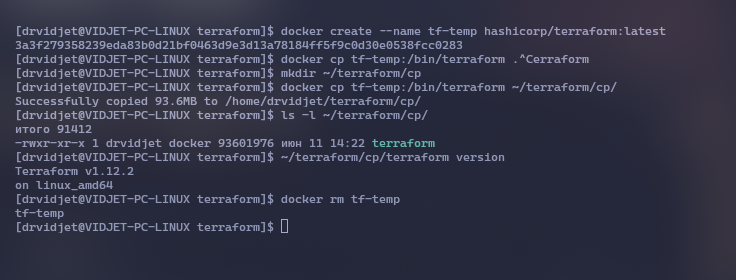 [drvidjet@VIDJET-PC-LINUX terraform]$ docker create --name tf-temp hashicorp/terraform:latest
3a3f279358239eda83b0d21bf0463d9e3d13a78184ff5f9c0d30e0538fcc0283
[drvidjet@VIDJET-PC-LINUX terraform]$ docker cp tf-temp:/bin/terraform .^Cerraform
[drvidjet@VIDJET-PC-LINUX terraform]$ mkdir ~/terraform/cp
[drvidjet@VIDJET-PC-LINUX terraform]$ docker cp tf-temp:/bin/terraform ~/terraform/cp/
Successfully copied 93.6MB to /home/drvidjet/terraform/cp/
[drvidjet@VIDJET-PC-LINUX terraform]$ ls -l ~/terraform/cp/
итого 91412
-rwxr-xr-x 1 drvidjet docker 93601976 июн 11 14:22 terraform
[drvidjet@VIDJET-PC-LINUX terraform]$ ~/terraform/cp/terraform version
Terraform v1.12.2
on linux_amd64
[drvidjet@VIDJET-PC-LINUX terraform]$ docker rm tf-temp
tf-temp
[drvidjet@VIDJET-PC-LINUX terraform]$